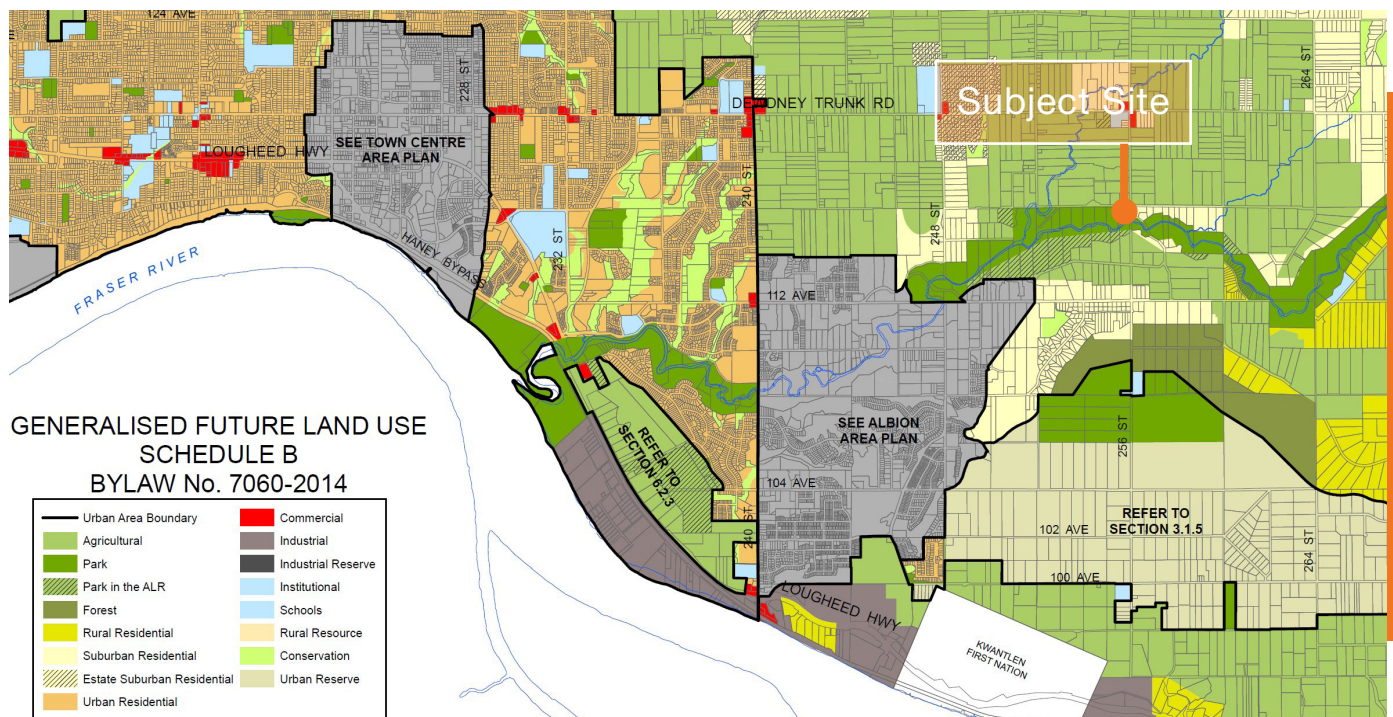 124 AVE
228 ST
DEWDNEY TRUNK RD
Subject Site
264 ST
LOUGHEED HWY
SEE TOWN CENTRE
AREA PLAN
240 ST
248 ST
232 ST
HANEY BYPASS
FRASER RIVER
112 AVE
GENERALISED FUTURE LAND USE
SCHEDULE B
BYLAW No. 7060-2014
REFER TO
SECTION 6.2.3
SEE ALBION
AREA PLAN
256 ST
104 AVE
240 ST
102 AVE
REFER TO
SECTION 3.1.5
264 ST
100 AVE
LOUGHEED HWY
KWANTLEN
FIRST NATION
Urban Area Boundary
Agricultural
Park
Park in the ALR
Forest
Rural Residential
Suburban Residential
Estate Suburban Residential
Urban Residential
Commercial
Industrial
Industrial Reserve
Institutional
Schools
Rural Resource
Conservation
Urban Reserve